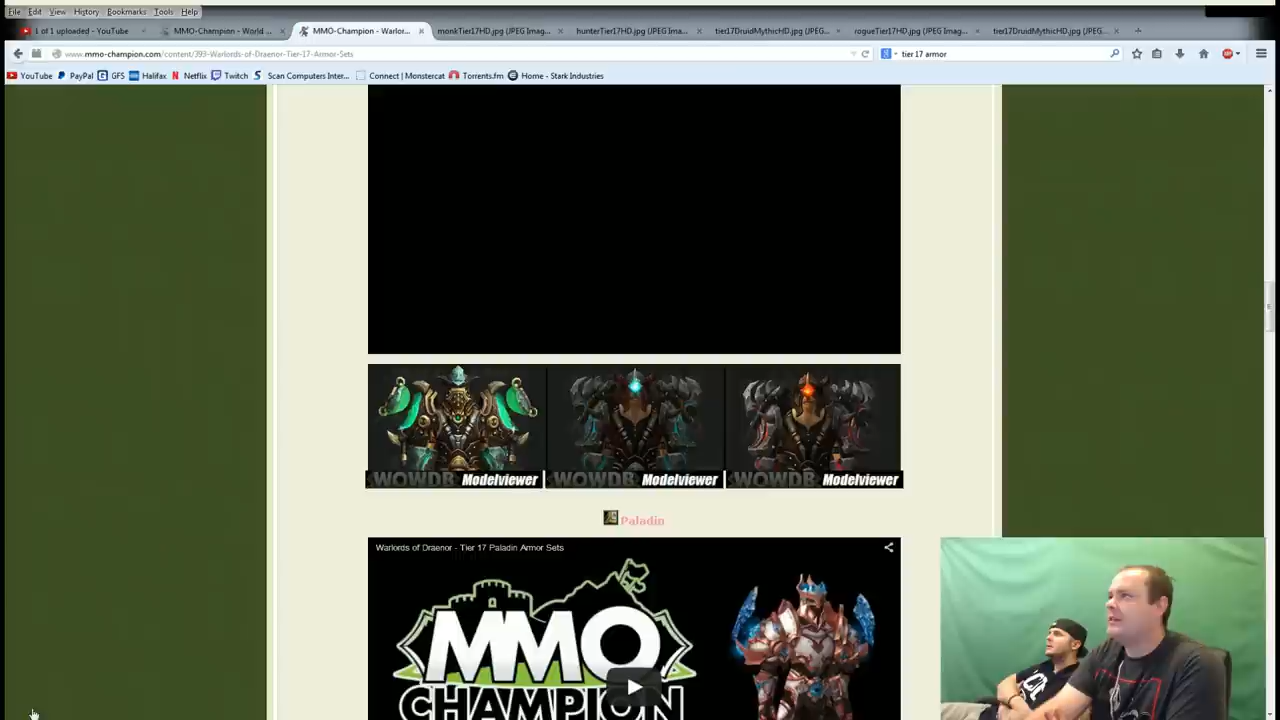 File Edit View History Bookmarks Tools Help
1 of 1 uploaded - YouTube
MMO-Champion - World ...
MMO-Champion - Warlor...
monkTier17HD.jpg (JPEG Imag...
hunterTier17HD.jpg (JPEG Ima...
tier17DruidMythicHD.jpg (JPEG...
rogueTier17HD.jpg (JPEG Imag...
tier17DruidMythicHD.jpg (JPEG...
www.mmo-champion.com/content/393-Warlords-of-Draenor-Tier-17-Armor-Sets
tier 17 armor
YouTube PayPal GFS Halifax Netflix Twitch Scan Computers Inter... Connect | Monstercat Torrents.fm Home - Stark Industries
WOWDB Modelviewer WOWDB Modelviewer WOWDB Modelviewer
Paladin
Warlords of Draenor - Tier 17 Paladin Armor Sets
MMO
CHAMPION